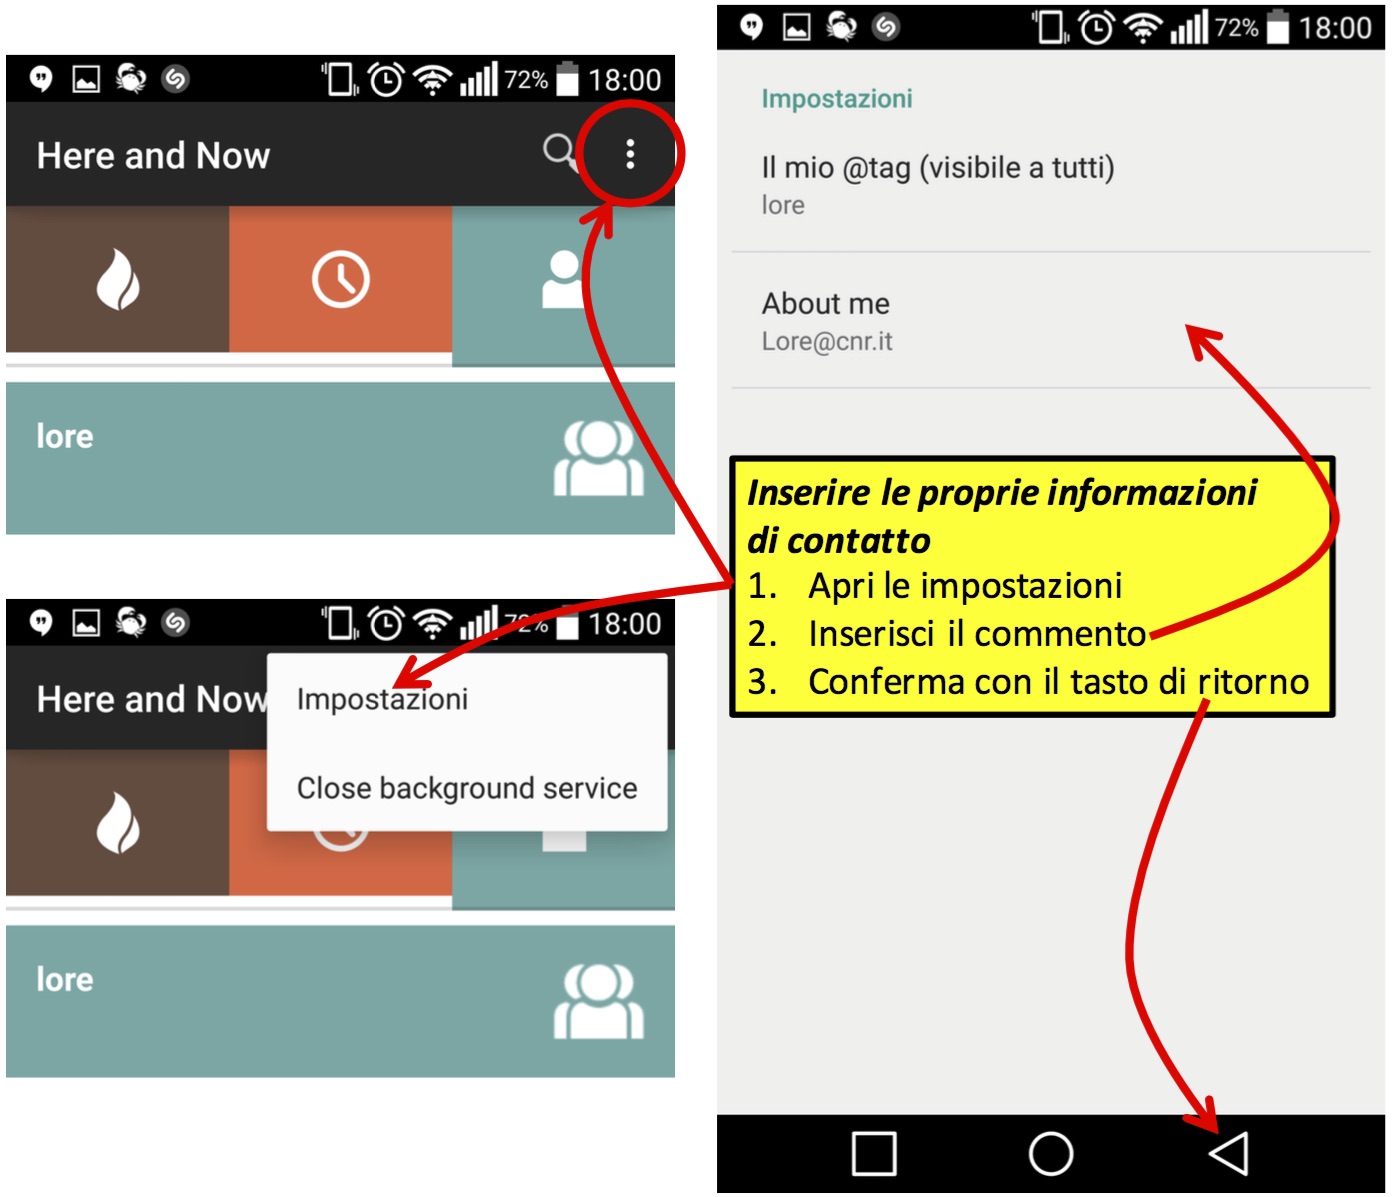 72% 18:00
Here and Now
lore
72% 18:00
Here and Now
Impostazioni
Close background service
lore
72% 18:00
Impostazioni
Il mio @tag (visibile a tutti)
lore
About me
Lore@cnr.it
Inserire le proprie informazioni
di contatto
1. Apri le impostazioni
2. Inserisci il commento
3. Conferma con il tasto di ritorno